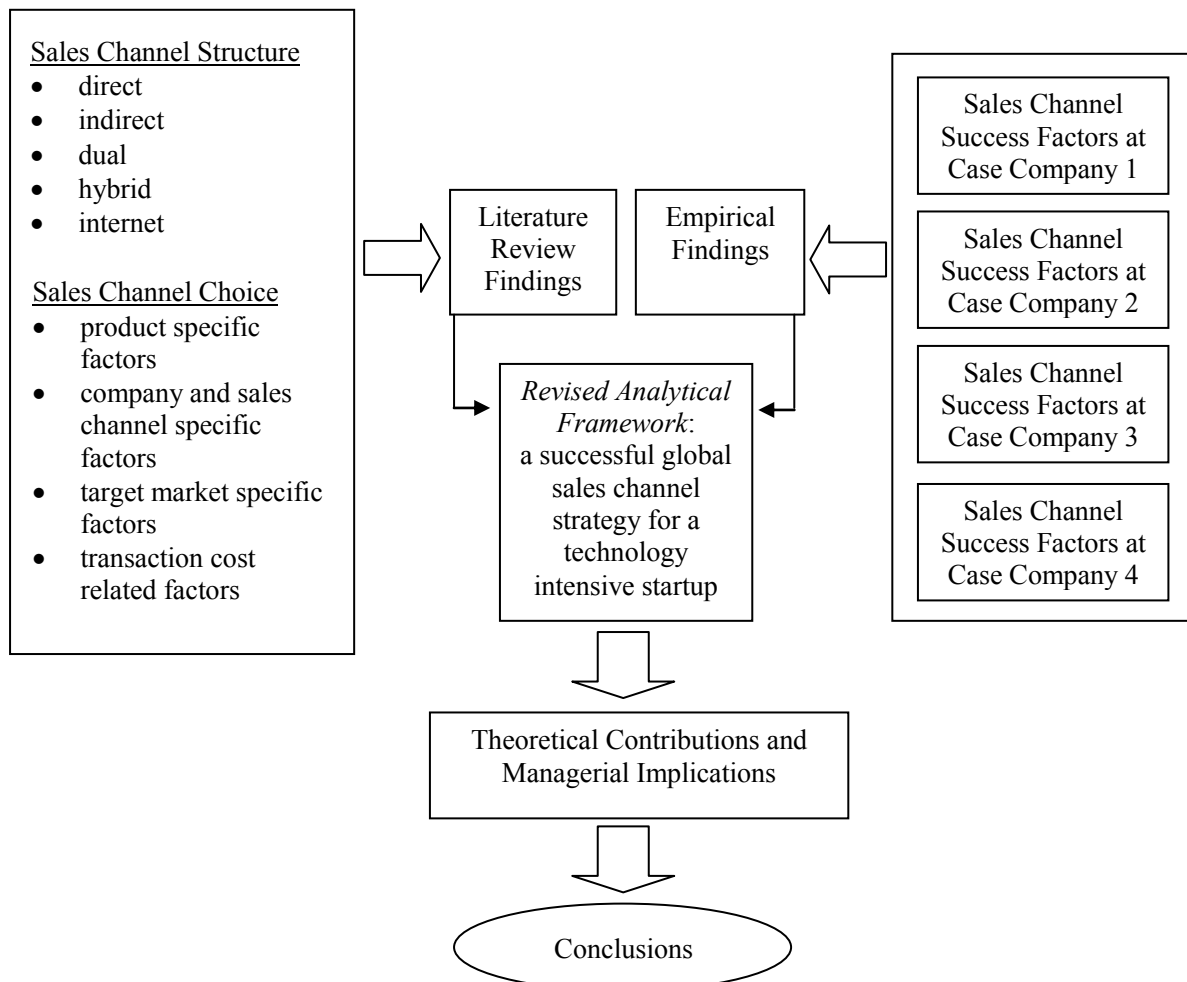 Sales Channel Structure
• direct
• indirect
• dual
• hybrid
• internet
Sales Channel Choice
• product specific
factors
• company and sales
channel specific
factors
• target market specific
factors
• transaction cost
related factors
Literature
Review
Findings
Empirical
Findings
Sales Channel
Success Factors at
Case Company 1
Sales Channel
Success Factors at
Case Company 2
Sales Channel
Success Factors at
Case Company 3
Sales Channel
Success Factors at
Case Company 4
Revised Analytical
Framework:
a successful global
sales channel
strategy for a
technology
intensive startup
Theoretical Contributions and
Managerial Implications
Conclusions